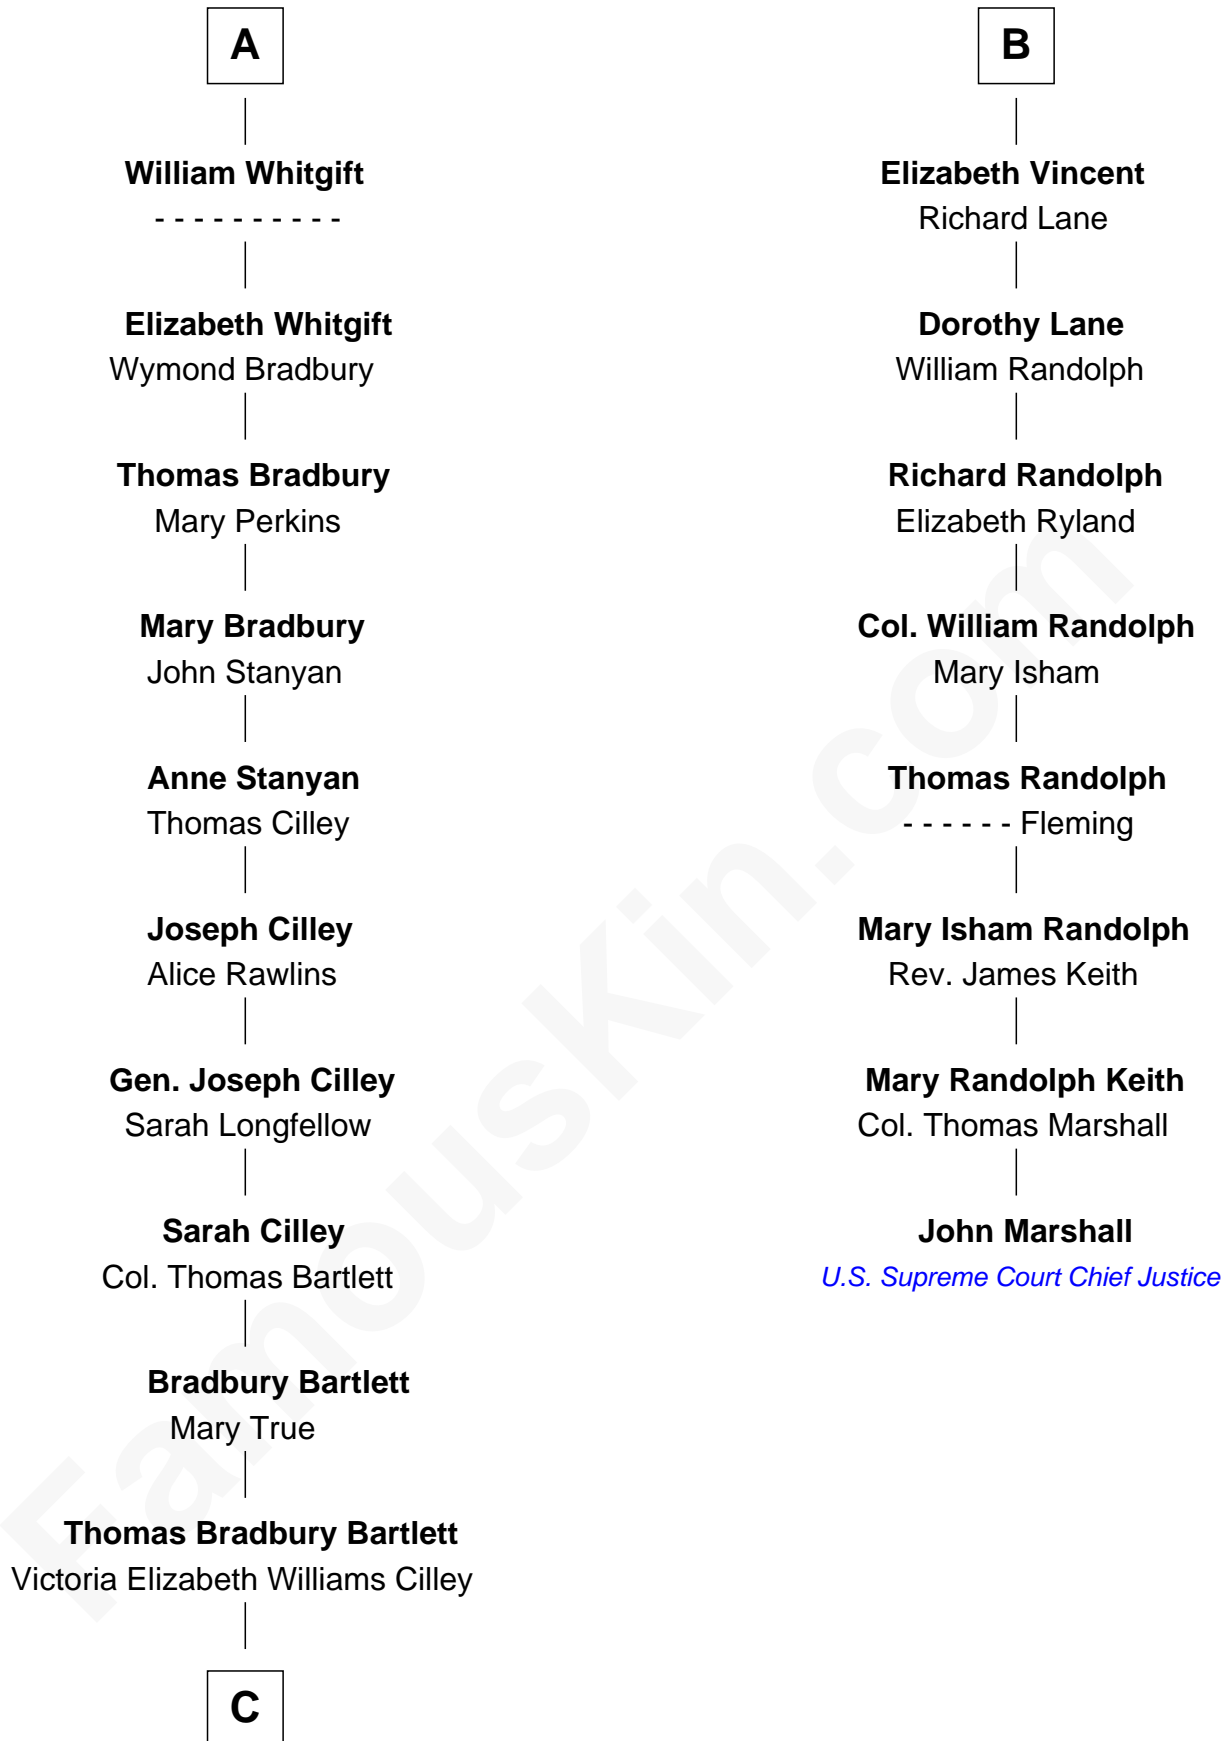 A
William Whitgift
- - - - - - - - - -
Elizabeth Whitgift
Wymond Bradbury
Thomas Bradbury
Mary Perkins
Mary Bradbury
John Stanyan
Anne Stanyan
Thomas Cilley
Joseph Cilley
Alice Rawlins
Gen. Joseph Cilley
Sarah Longfellow
Sarah Cilley
Col. Thomas Bartlett
Bradbury Bartlett
Mary True
Thomas Bradbury Bartlett
Victoria Elizabeth Williams Cilley
C
B
Elizabeth Vincent
Richard Lane
Dorothy Lane
William Randolph
Richard Randolph
Elizabeth Ryland
Col. William Randolph
Mary Isham
Thomas Randolph
- - - - - - Fleming
Mary Isham Randolph
Rev. James Keith
Mary Randolph Keith
Col. Thomas Marshall
John Marshall
U.S. Supreme Court Chief Justice
FamousKin.com